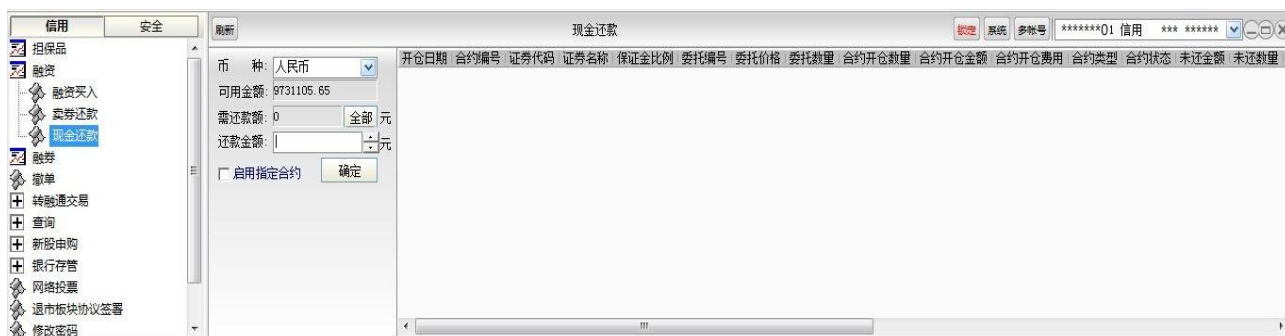 信用 安全
刷新 现金还款 锁定 系统 多帐号 *******01 信用 *** ******
担保品
融资
融资买入
卖券还款
现金还款
融券
撤单
转融通交易
查询
新股申购
银行存管
网络投票
退市板块协议签署
修改密码
币 种: 人民币
可用金额: 9731105.65
需还款额: 0 全部 元
还款金额: 元
启用指定合约 确定
开仓日期 合约编号 证券代码 证券名称 保证金比例 委托编号 委托价格 委托数量 合约开仓数量 合约开仓金额 合约开仓费用 合约类型 合约状态 未还金额 未还数量